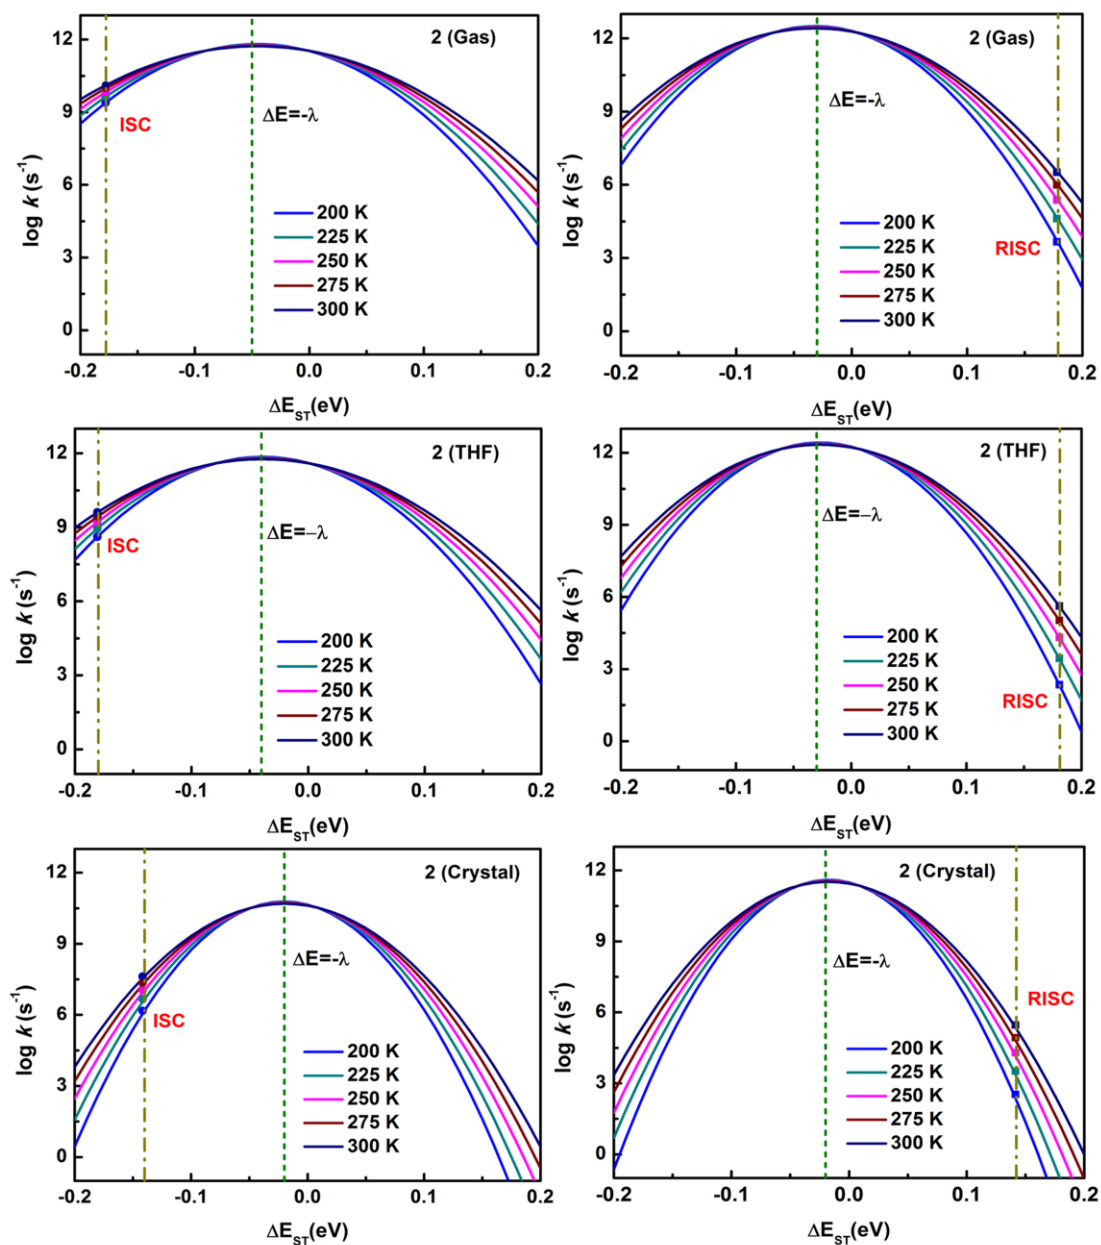 2 (Gas)
12
9
6
3
0
log k (s⁻¹)
ISC
ΔE=-λ
200 K
225 K
250 K
275 K
300 K
-0.2 -0.1 0.0 0.1 0.2
ΔE_ST(eV)
2 (Gas)
12
9
6
3
0
log k (s⁻¹)
ΔE=-λ
RISC
200 K
225 K
250 K
275 K
300 K
-0.2 -0.1 0.0 0.1 0.2
ΔE_ST(eV)
2 (THF)
12
9
6
3
0
log k (s⁻¹)
ISC
ΔE=−λ
200 K
225 K
250 K
275 K
300 K
-0.2 -0.1 0.0 0.1 0.2
ΔE_ST(eV)
2 (THF)
12
9
6
3
0
log k (s⁻¹)
ΔE=−λ
RISC
200 K
225 K
250 K
275 K
300 K
-0.2 -0.1 0.0 0.1 0.2
ΔE_ST(eV)
2 (Crystal)
12
9
6
3
0
log k (s⁻¹)
ΔE=-λ
ISC
200 K
225 K
250 K
275 K
300 K
-0.2 -0.1 0.0 0.1 0.2
ΔE_ST(eV)
2 (Crystal)
12
9
6
3
0
log k (s⁻¹)
ΔE=-λ
RISC
200 K
225 K
250 K
275 K
300 K
-0.2 -0.1 0.0 0.1 0.2
ΔE_ST(eV)